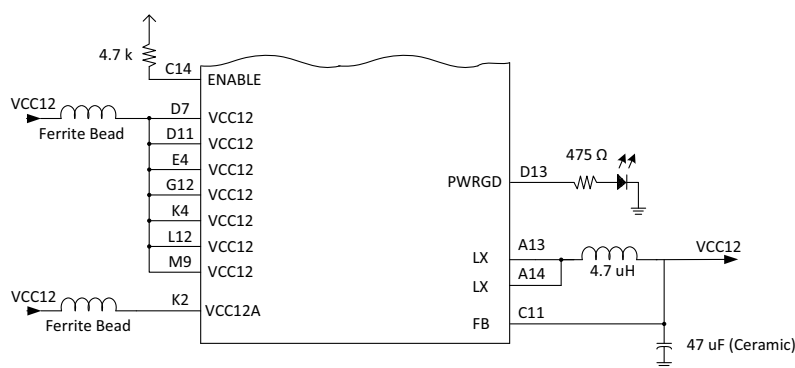 4.7 k
C14
ENABLE
VCC12
Ferrite Bead
D7
VCC12
D11
VCC12
E4
VCC12
G12
VCC12
K4
VCC12
L12
VCC12
M9
VCC12
VCC12
Ferrite Bead
K2
VCC12A
PWRGD
D13
475 Ω
LX
A13
4.7 uH
VCC12
LX
A14
FB
C11
47 uF (Ceramic)